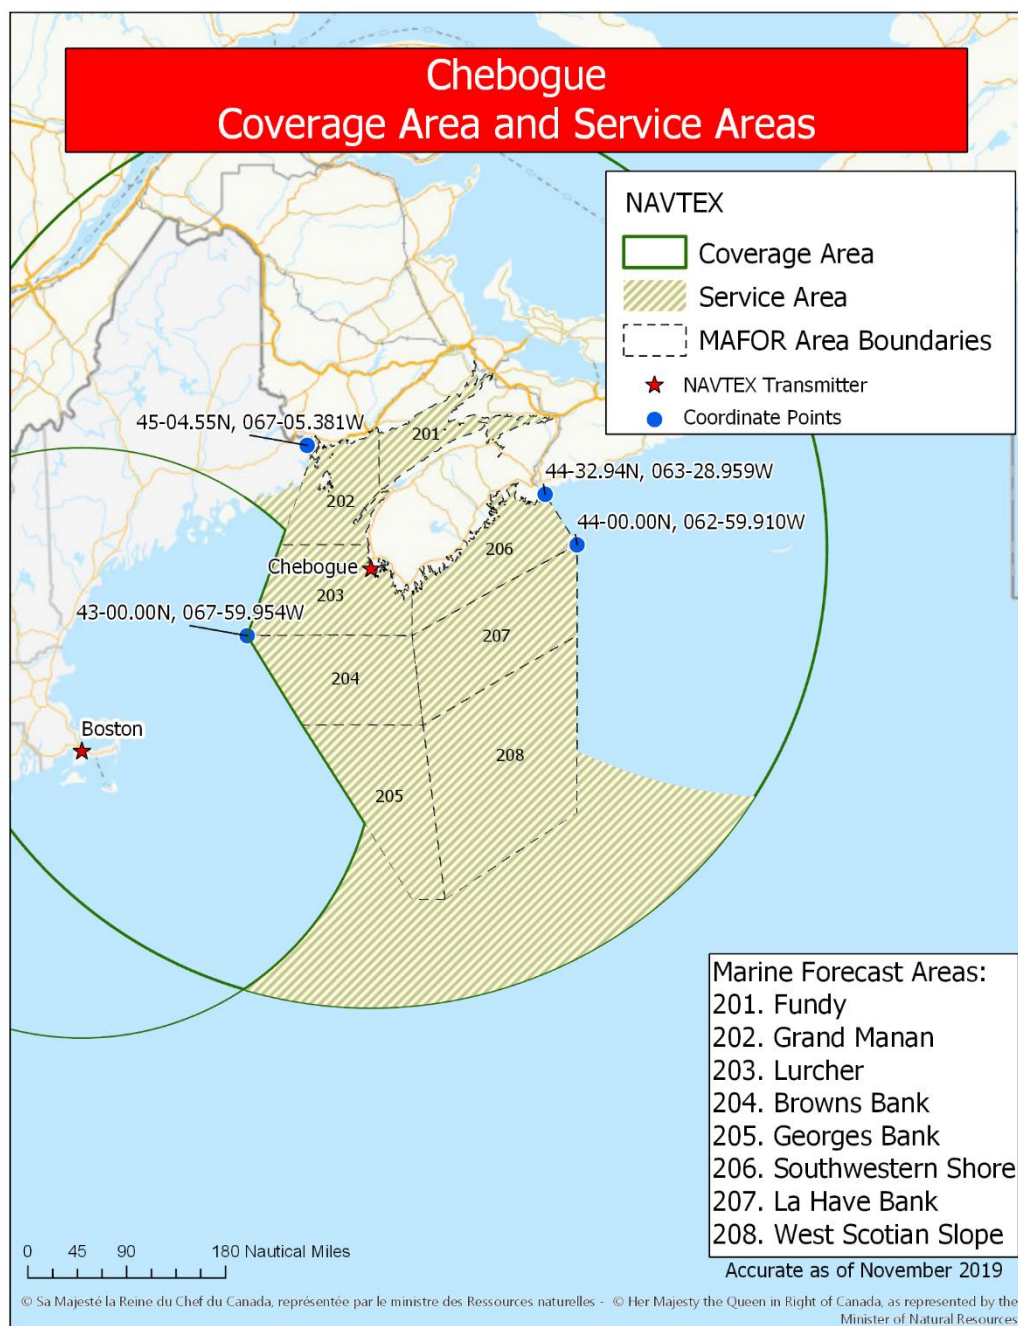 Chebogue
Coverage Area and Service Areas
NAVTEX
Coverage Area
Service Area
MAFOR Area Boundaries
NAVTEX Transmitter
Coordinate Points
45-04.55N, 067-05.381W
201
44-32.94N, 063-28.959W
202
44-00.00N, 062-59.910W
206
Chebogue
203
43-00.00N, 067-59.954W
207
204
Boston
208
205
Marine Forecast Areas:
201. Fundy
202. Grand Manan
203. Lurcher
204. Browns Bank
205. Georges Bank
206. Southwestern Shore
207. La Have Bank
208. West Scotian Slope
0 45 90 180 Nautical Miles
Accurate as of November 2019
© Sa Majesté la Reine du Chef du Canada, représentée par le ministre des Ressources naturelles - © Her Majesty the Queen in Right of Canada, as represented by the
Minister of Natural Resources